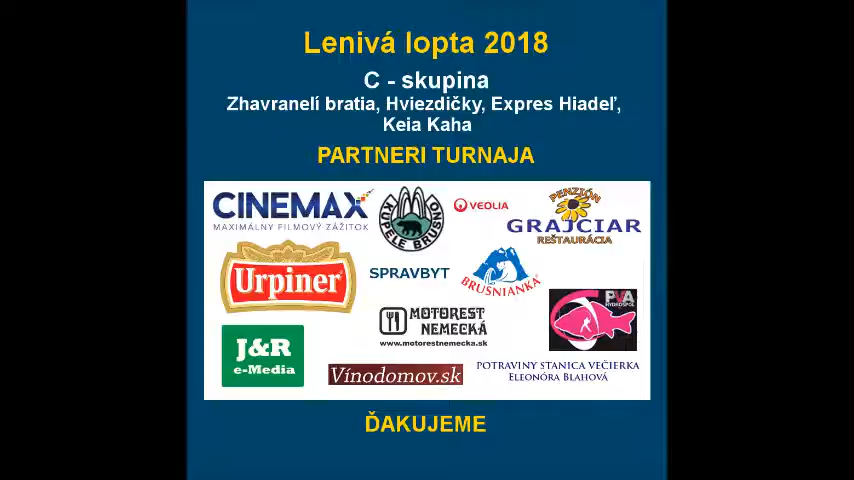 Lenivá lopta 2018
C - skupina
Zhavranelí bratia, Hviezdičky, Expres Hiadeľ,
Keia Kaha
PARTNERI TURNAJA
CINEMAX
MAXIMÁLNY FILMOVÝ ZÁŽITOK
KÚPELE BRUSNO
VEOLIA
PENZIÓN
GRAJCIAR
REŠTAURÁCIA
Urpiner
SPRAVBYT
BRUSNIANKA
MOTOREST
NEMECKÁ
www.motorestnemecka.sk
PVA
HYDROSPOL
J&R
e-Media
Vínodomov.sk
POTRAVINY STANICA VEČIERKA
ELEONÓRA BLAHOVÁ
ĎAKUJEME